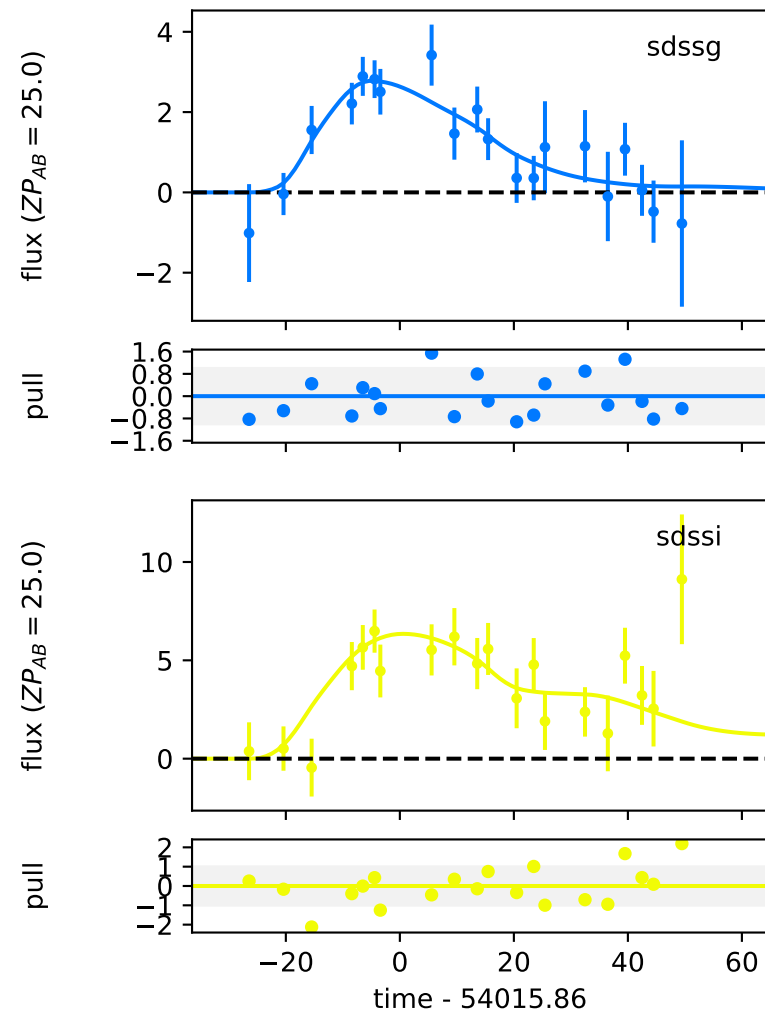 sdssg
flux (ZP_AB = 25.0)
4
2
0
−2
pull
1.6
0.8
0.0
−0.8
−1.6
sdssi
flux (ZP_AB = 25.0)
10
5
0
pull
2
1
0
−1
−2
−20 0 20 40 60
time - 54015.86